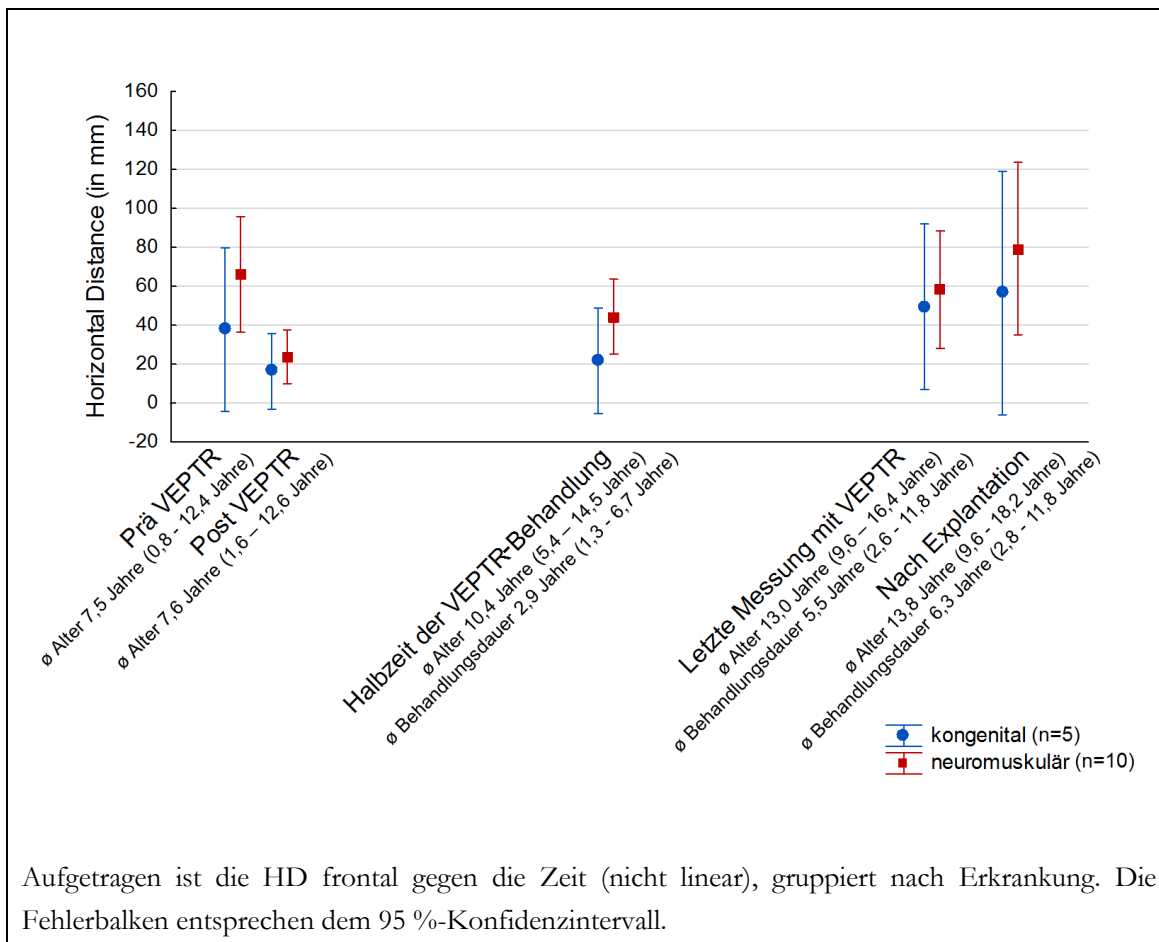 160
140
120
100
80
60
40
20
0
-20
Horizontal Distance (in mm)
Prä VEPTR
ø Alter 7,5 Jahre (0,8 - 12,4 Jahre)
Post VEPTR
ø Alter 7,6 Jahre (1,6 – 12,6 Jahre)
Halbzeit der VEPTR-Behandlung
ø Alter 10,4 Jahre (5,4 – 14,5 Jahre)
ø Behandlungsdauer 2,9 Jahre (1,3 - 6,7 Jahre)
Letzte Messung mit VEPTR
ø Alter 13,0 Jahre (9,6 – 16,4 Jahre)
ø Behandlungsdauer 5,5 Jahre (2,6 - 11,8 Jahre)
Nach Explantation
ø Alter 13,8 Jahre (9,6 - 18,2 Jahre)
ø Behandlungsdauer 6,3 Jahre (2,8 - 11,8 Jahre)
kongenital (n=5)
neuromuskulär (n=10)
Aufgetragen ist die HD frontal gegen die Zeit (nicht linear), gruppiert nach Erkrankung. Die
Fehlerbalken entsprechen dem 95 %-Konfidenzintervall.